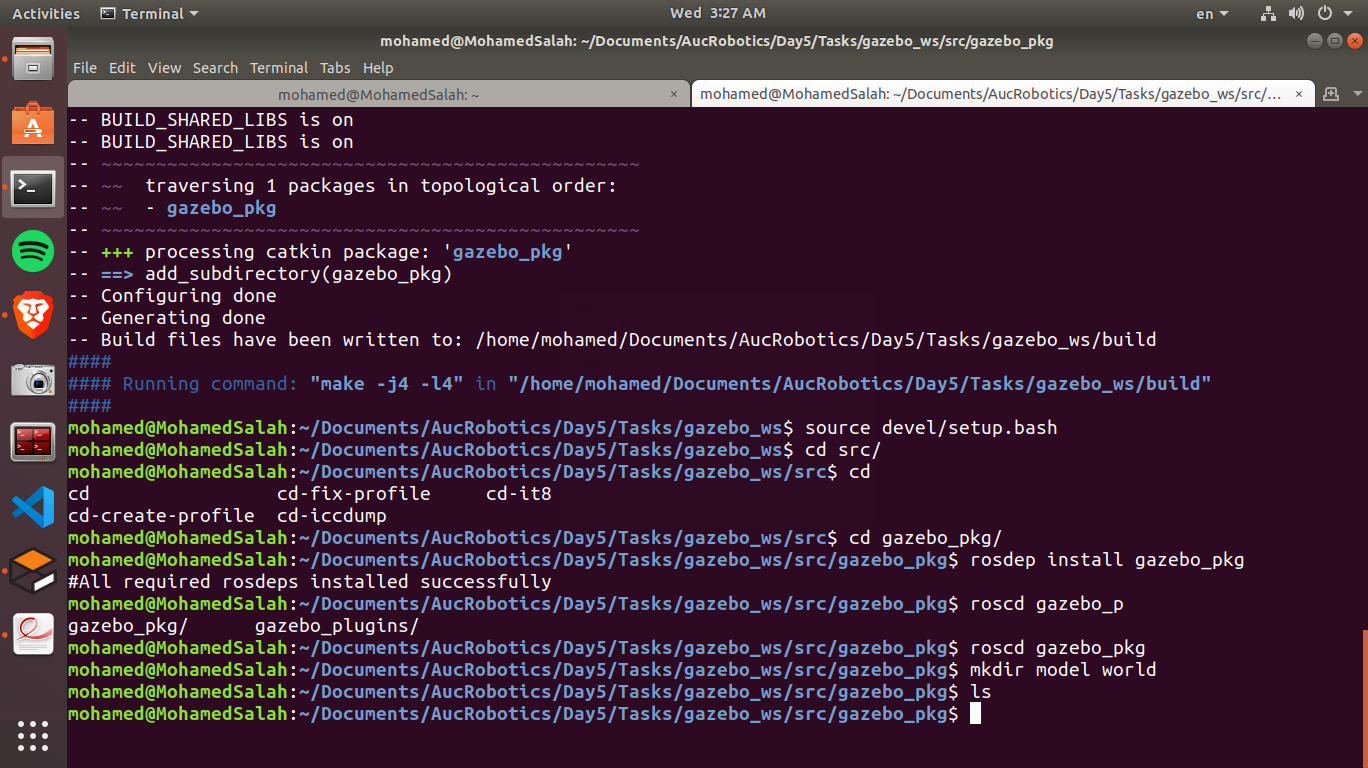 Activities Terminal Wed 3:27 AM en
mohamed@MohamedSalah: ~/Documents/AucRobotics/Day5/Tasks/gazebo_ws/src/gazebo_pkg
File Edit View Search Terminal Tabs Help
mohamed@MohamedSalah: ~ × mohamed@MohamedSalah: ~/Documents/AucRobotics/Day5/Tasks/gazebo_ws/src/... ×
-- BUILD_SHARED_LIBS is on
-- BUILD_SHARED_LIBS is on
-- ~~~~~~~~~~~~~~~~~~~~~~~~~~~~~~~~~~~~~~~~~~~~~~~~~
-- ~~  traversing 1 packages in topological order:
-- ~~  - gazebo_pkg
-- ~~~~~~~~~~~~~~~~~~~~~~~~~~~~~~~~~~~~~~~~~~~~~~~~~
-- +++ processing catkin package: 'gazebo_pkg'
-- ==> add_subdirectory(gazebo_pkg)
-- Configuring done
-- Generating done
-- Build files have been written to: /home/mohamed/Documents/AucRobotics/Day5/Tasks/gazebo_ws/build
####
#### Running command: "make -j4 -l4" in "/home/mohamed/Documents/AucRobotics/Day5/Tasks/gazebo_ws/build"
####
mohamed@MohamedSalah:~/Documents/AucRobotics/Day5/Tasks/gazebo_ws$ source devel/setup.bash
mohamed@MohamedSalah:~/Documents/AucRobotics/Day5/Tasks/gazebo_ws$ cd src/
mohamed@MohamedSalah:~/Documents/AucRobotics/Day5/Tasks/gazebo_ws/src$ cd
cd                 cd-fix-profile     cd-it8
cd-create-profile  cd-iccdump
mohamed@MohamedSalah:~/Documents/AucRobotics/Day5/Tasks/gazebo_ws/src$ cd gazebo_pkg/
mohamed@MohamedSalah:~/Documents/AucRobotics/Day5/Tasks/gazebo_ws/src/gazebo_pkg$ rosdep install gazebo_pkg
#All required rosdeps installed successfully
mohamed@MohamedSalah:~/Documents/AucRobotics/Day5/Tasks/gazebo_ws/src/gazebo_pkg$ roscd gazebo_p
gazebo_pkg/      gazebo_plugins/
mohamed@MohamedSalah:~/Documents/AucRobotics/Day5/Tasks/gazebo_ws/src/gazebo_pkg$ roscd gazebo_pkg
mohamed@MohamedSalah:~/Documents/AucRobotics/Day5/Tasks/gazebo_ws/src/gazebo_pkg$ mkdir model world
mohamed@MohamedSalah:~/Documents/AucRobotics/Day5/Tasks/gazebo_ws/src/gazebo_pkg$ ls
mohamed@MohamedSalah:~/Documents/AucRobotics/Day5/Tasks/gazebo_ws/src/gazebo_pkg$